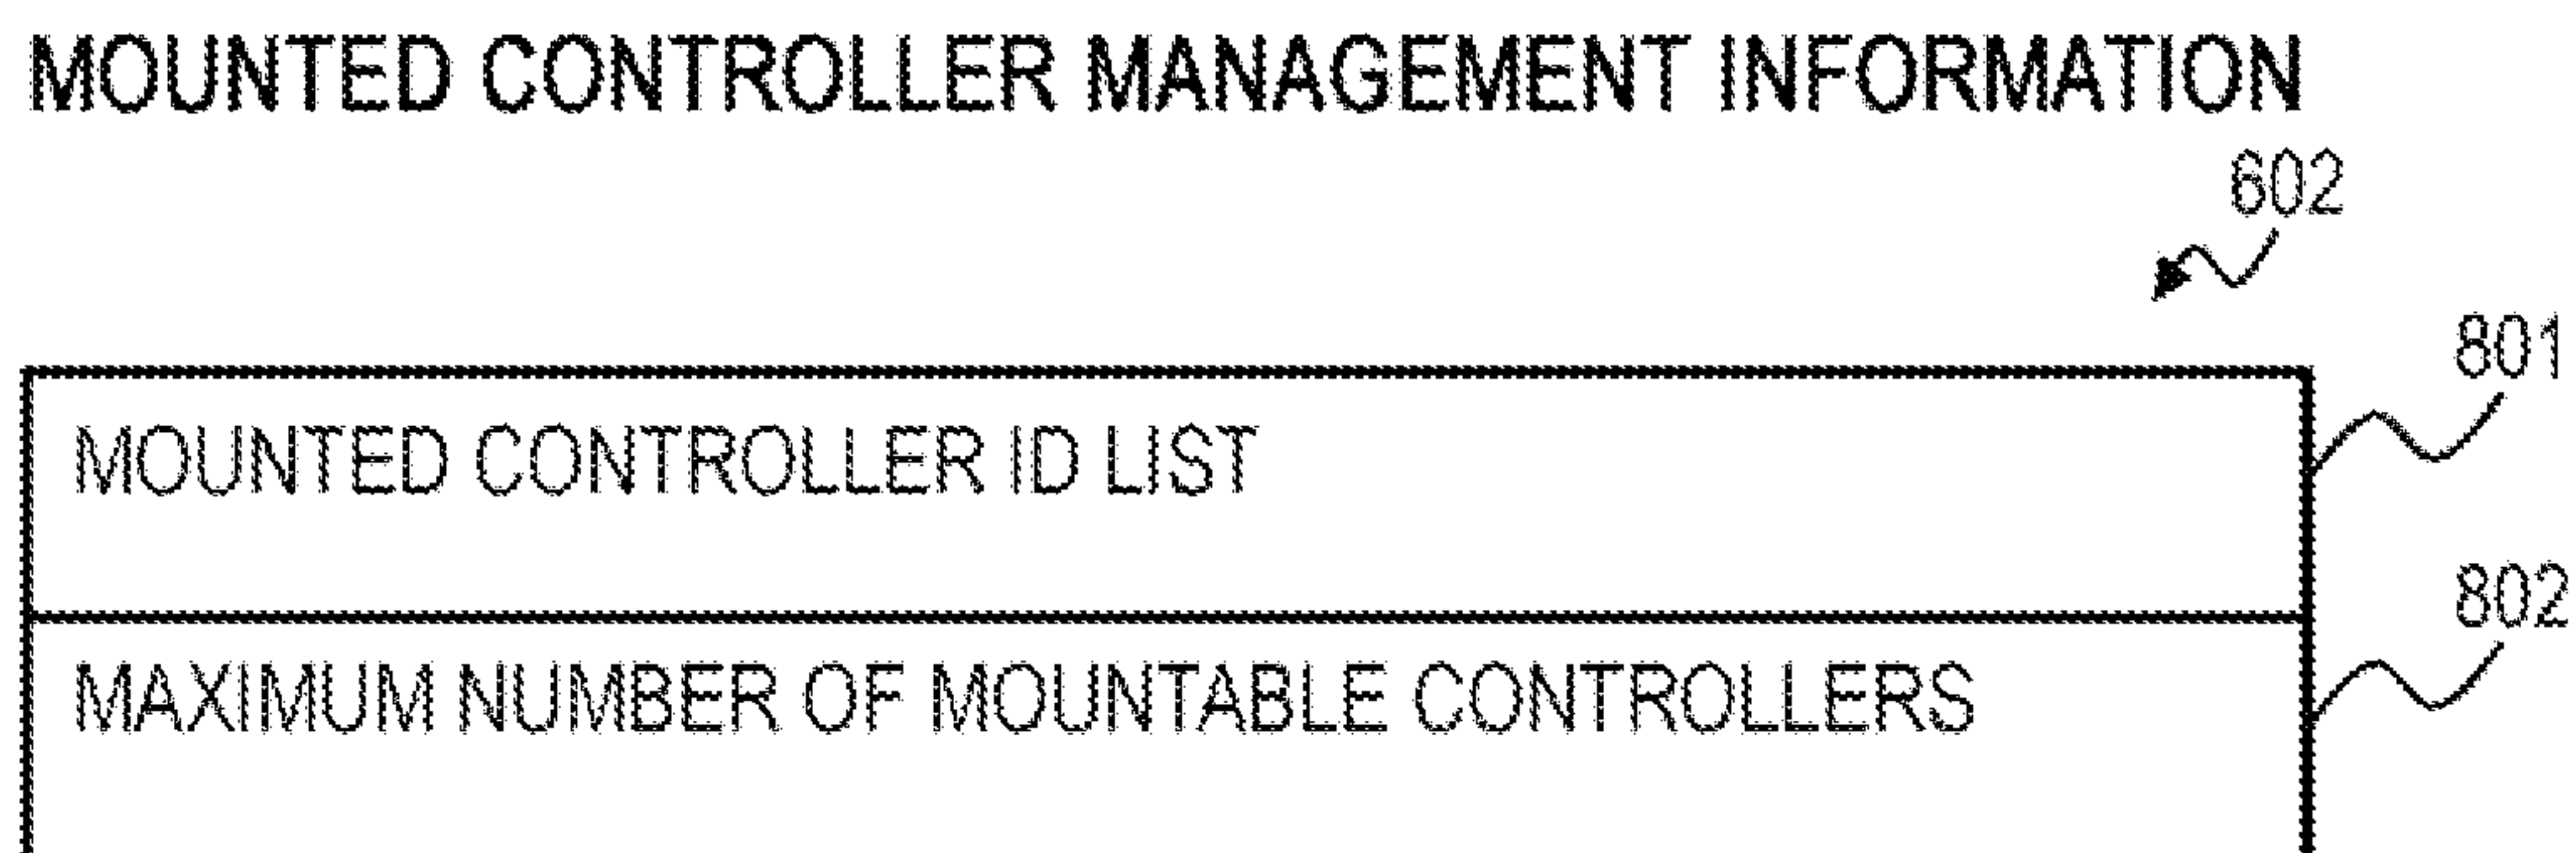 MOUNTED CONTROLLER MANAGEMENT INFORMATION
602
801
MOUNTED CONTROLLER ID LIST
802
MAXIMUM NUMBER OF MOUNTABLE CONTROLLERS